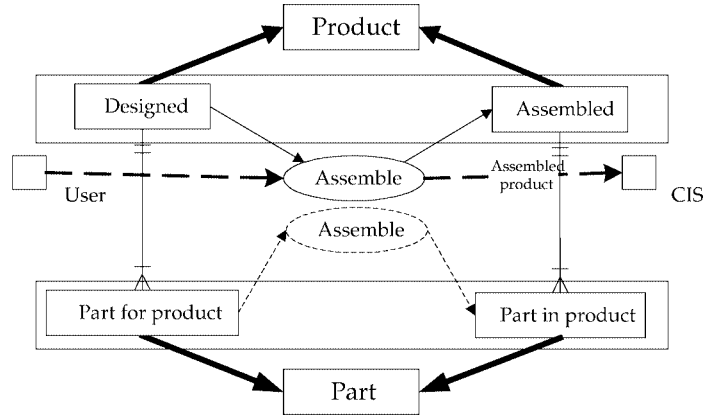 Product
Designed
Assembled
User
Assemble
Assembled
product
CIS
Assemble
Part for product
Part in product
Part